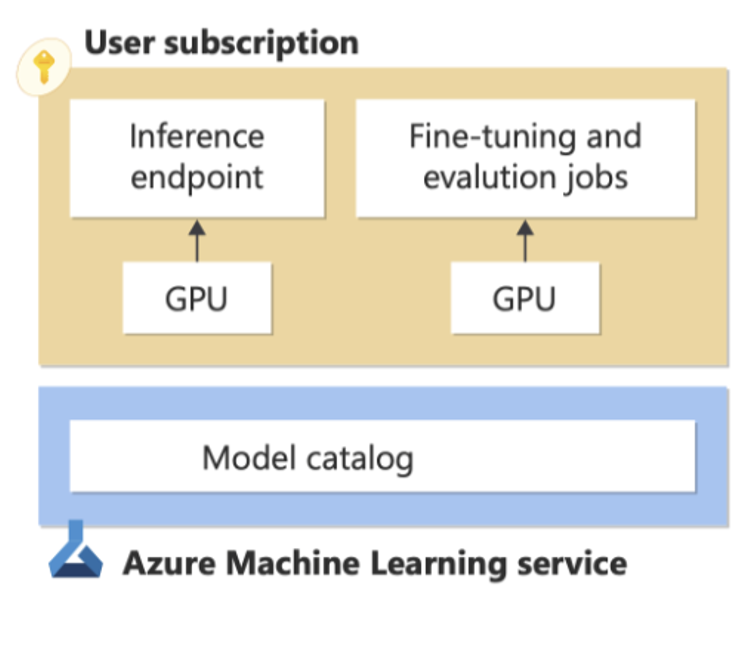 User subscription
Inference
endpoint
Fine-tuning and
evalution jobs
GPU
GPU
Model catalog
Azure Machine Learning service